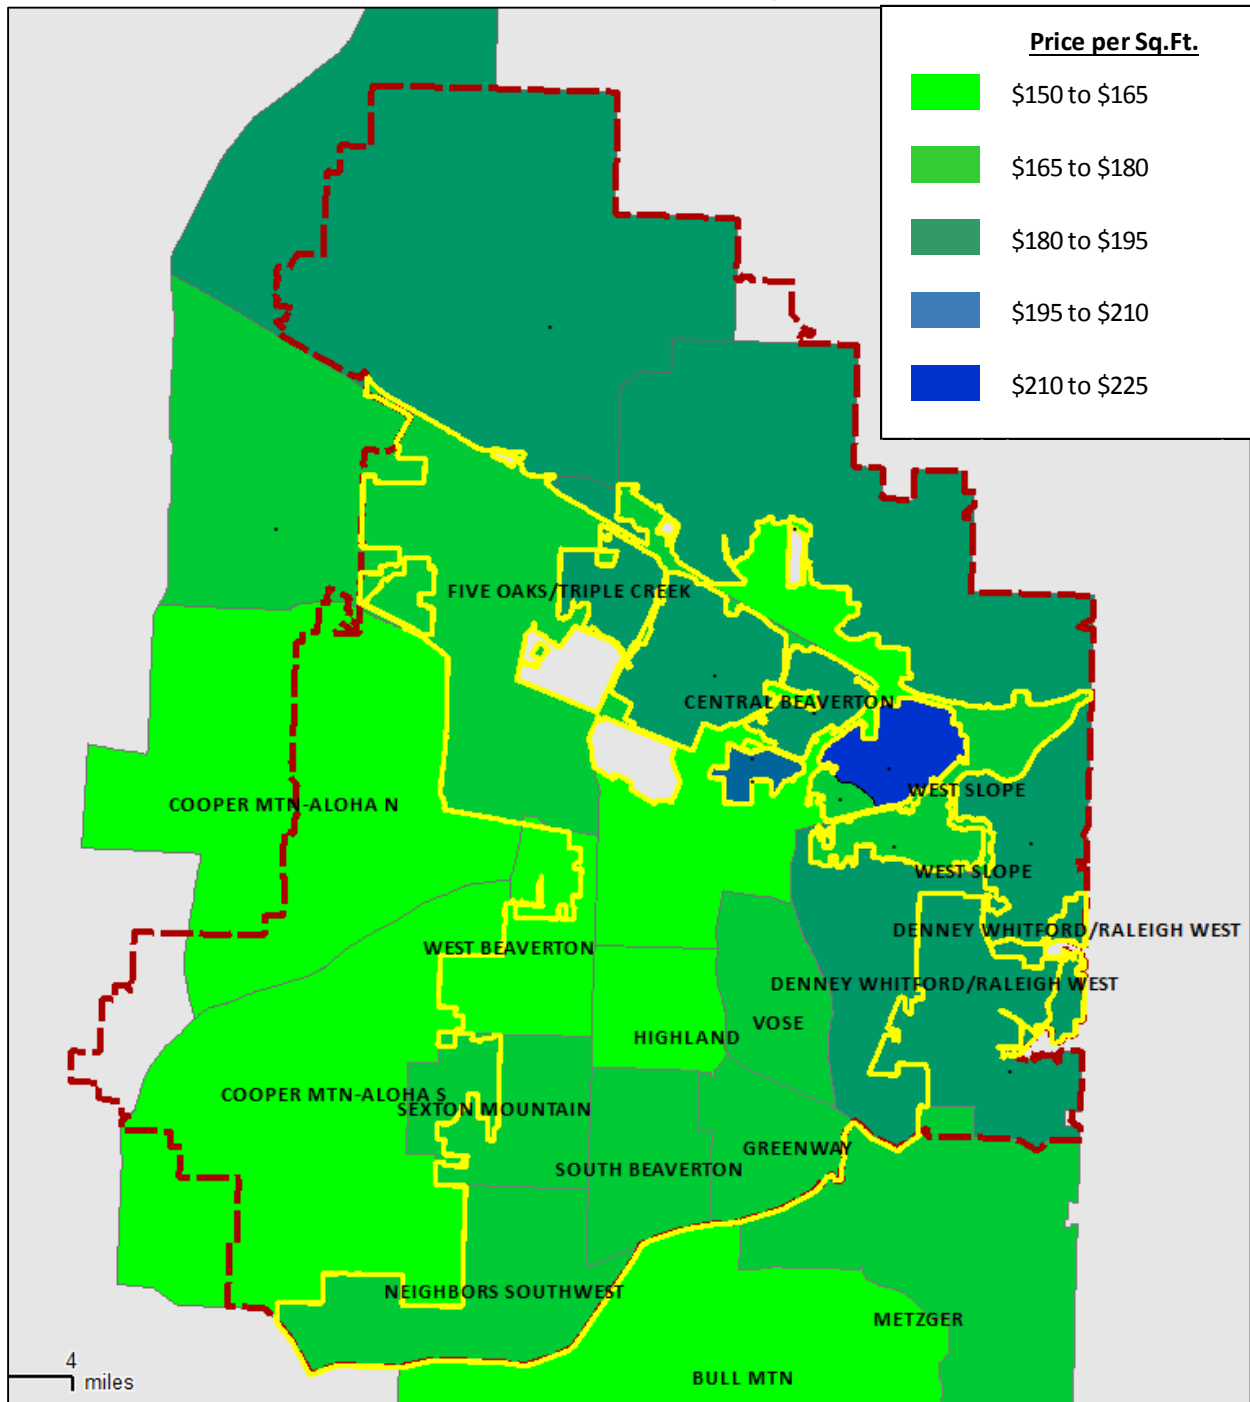 Price per Sq.Ft.
$150 to $165
$165 to $180
$180 to $195
$195 to $210
$210 to $225
FIVE OAKS/TRIPLE CREEK
CENTRAL BEAVERTON
WEST SLOPE
COOPER MTN-ALOHA N
WEST SLOPE
DENNEY WHITFORD/RALEIGH WEST
WEST BEAVERTON
DENNEY WHITFORD/RALEIGH WEST
VOSE
HIGHLAND
COOPER MTN-ALOHA S
SEXTON MOUNTAIN
GREENWAY
SOUTH BEAVERTON
NEIGHBORS SOUTHWEST
METZGER
BULL MTN
4
miles